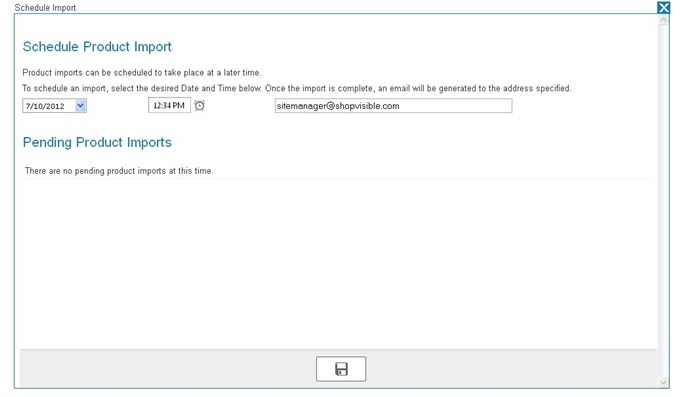 Schedule Import
Schedule Product Import
Product imports can be scheduled to take place at a later time.
To schedule an import, select the desired Date and Time below. Once the import is complete, an email will be generated to the address specified.
7/10/2012 12:34 PM sitemanager@shopvisible.com
Pending Product Imports
There are no pending product imports at this time.